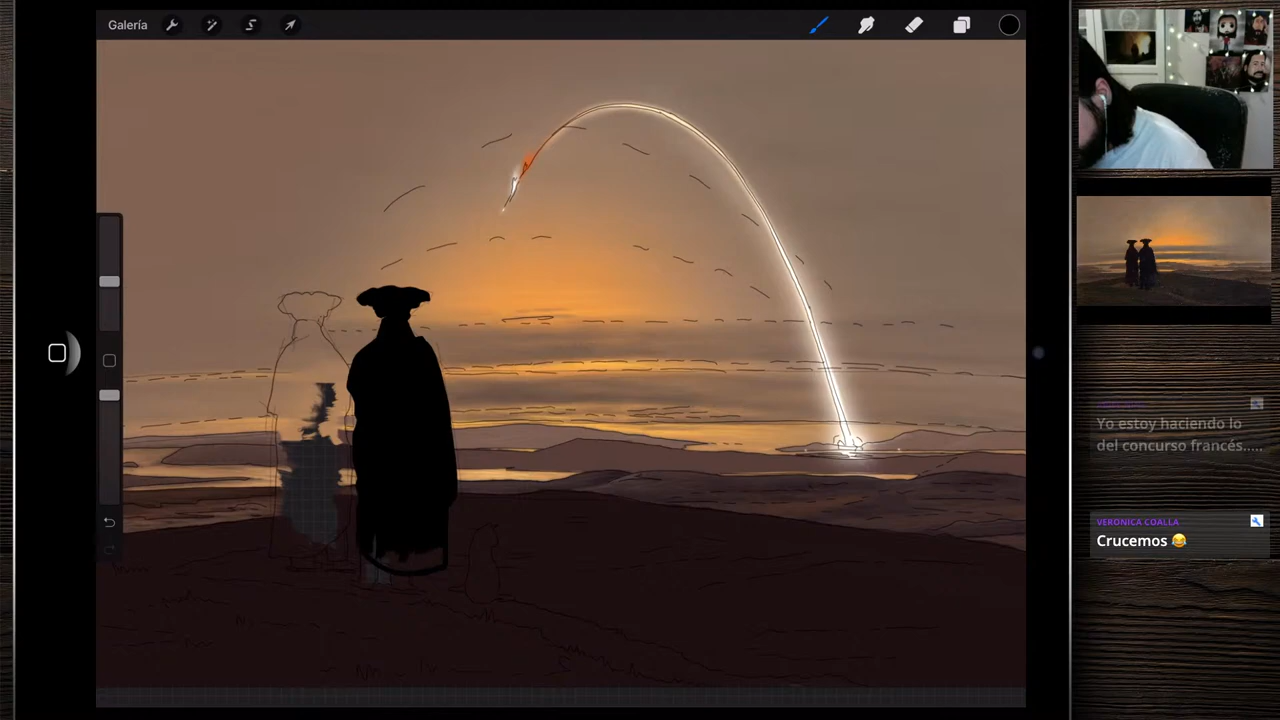 Galería
Yo estoy haciendo lo
del concurso francés.....
VERONICA COALLA
Crucemos 😂